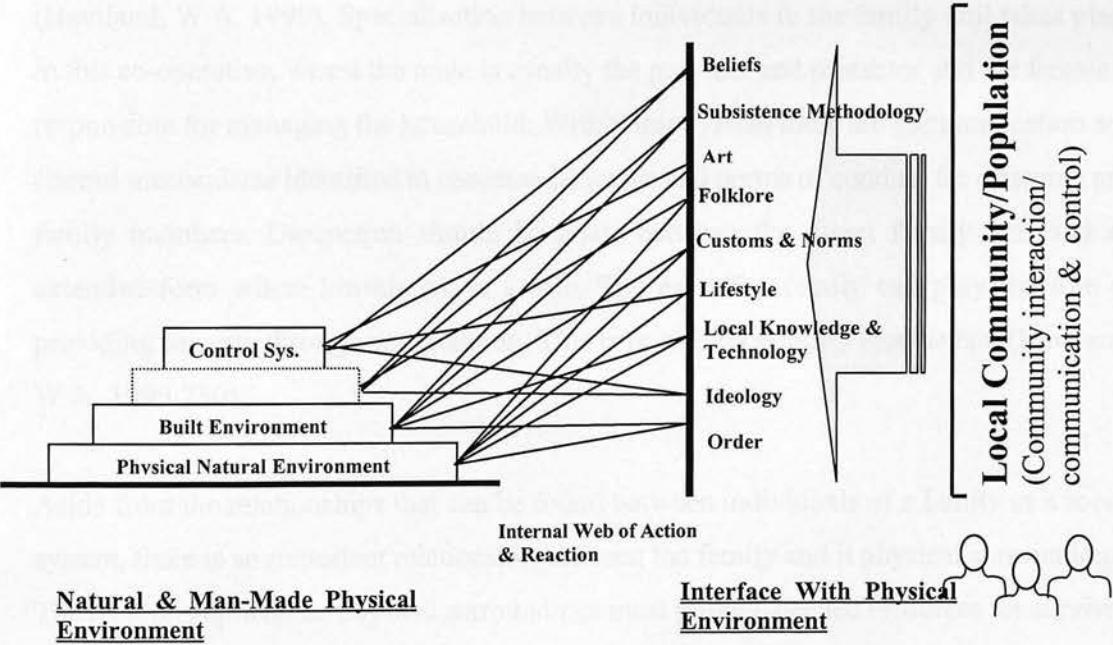 Beliefs
Subsistence Methodology
Art
Folklore
Customs & Norms
Lifestyle
Local Knowledge &
Technology
Ideology
Order
Control Sys.
Built Environment
Physical Natural Environment
Internal Web of Action
& Reaction
Natural & Man-Made Physical
Environment
Interface With Physical
Environment
Local Community/Population
(Community interaction/
communication & control)